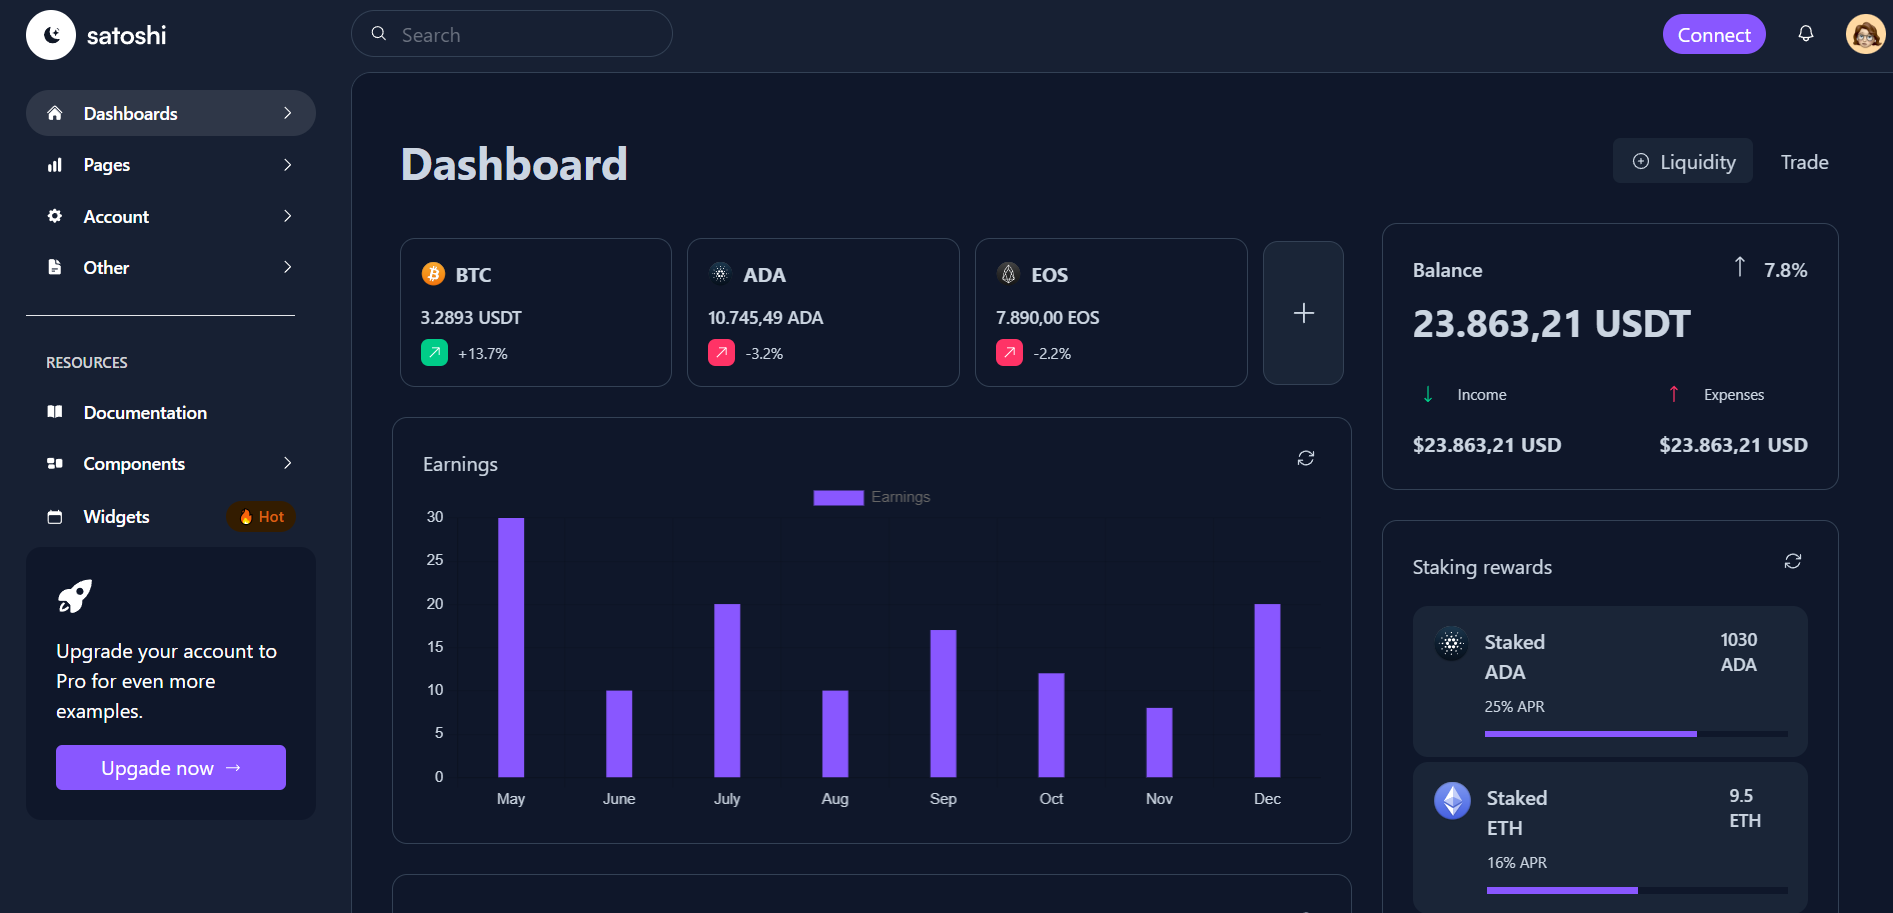 satoshi
Search
Connect
Dashboards
Pages
Account
Other
RESOURCES
Documentation
Components
Widgets
🔥 Hot
Upgrade your account to
Pro for even more
examples.
Upgade now →
Dashboard
Liquidity
Trade
BTC
3.2893 USDT
+13.7%
ADA
10.745,49 ADA
-3.2%
EOS
7.890,00 EOS
-2.2%
+
Balance
7.8%
23.863,21 USDT
Income
Expenses
$23.863,21 USD
$23.863,21 USD
Earnings
Earnings
30
25
20
15
10
5
0
May
June
July
Aug
Sep
Oct
Nov
Dec
Staking rewards
Staked
ADA
1030
ADA
25% APR
Staked
ETH
9.5
ETH
16% APR